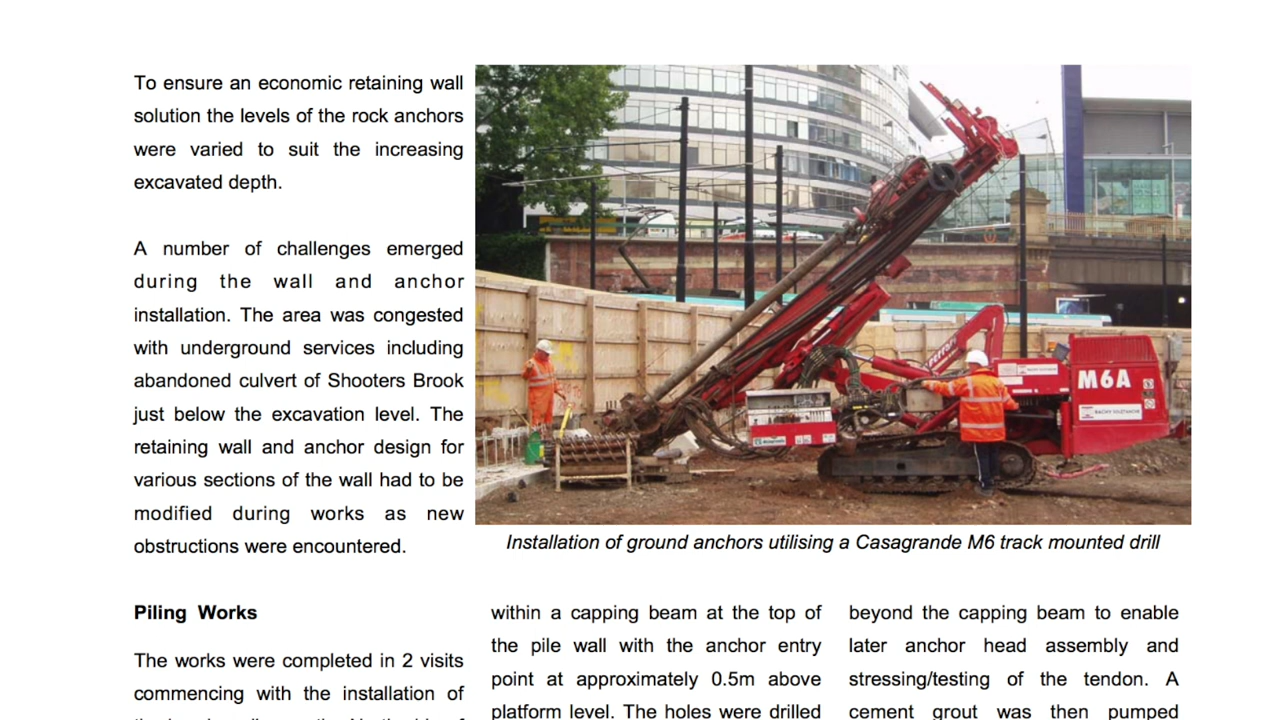 To ensure an economic retaining wall
solution the levels of the rock anchors
were varied to suit the increasing
excavated depth.
A number of challenges emerged
during the wall and anchor
installation. The area was congested
with underground services including
abandoned culvert of Shooters Brook
just below the excavation level. The
retaining wall and anchor design for
various sections of the wall had to be
modified during works as new
obstructions were encountered.
M6A
Installation of ground anchors utilising a Casagrande M6 track mounted drill
Piling Works
The works were completed in 2 visits
commencing with the installation of
within a capping beam at the top of
the pile wall with the anchor entry
point at approximately 0.5m above
platform level. The holes were drilled
beyond the capping beam to enable
later anchor head assembly and
stressing/testing of the tendon. A
cement grout was then pumped